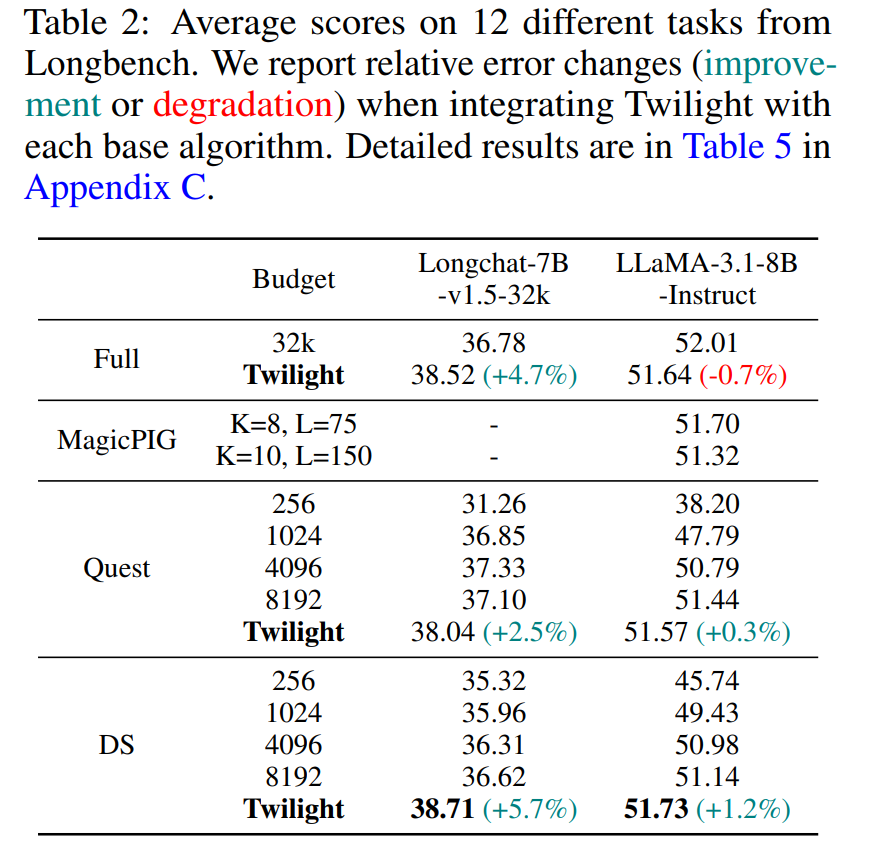 Table 2: Average scores on 12 different tasks from
Longbench. We report relative error changes (improve-
ment or degradation) when integrating Twilight with
each base algorithm. Detailed results are in Table 5 in
Appendix C.
Budget Longchat-7B -v1.5-32k LLaMA-3.1-8B -Instruct
Full 32k 36.78 52.01
Twilight 38.52 (+4.7%) 51.64 (-0.7%)
MagicPIG K=8, L=75 - 51.70
K=10, L=150 - 51.32
Quest 256 31.26 38.20
1024 36.85 47.79
4096 37.33 50.79
8192 37.10 51.44
Twilight 38.04 (+2.5%) 51.57 (+0.3%)
DS 256 35.32 45.74
1024 35.96 49.43
4096 36.31 50.98
8192 36.62 51.14
Twilight 38.71 (+5.7%) 51.73 (+1.2%)